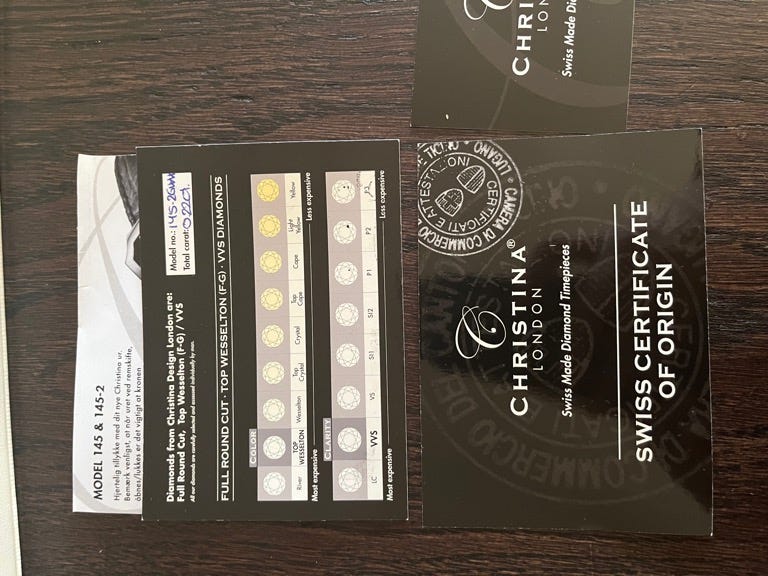 MODEL 145 & 145-2
Hjertelig tillykke med dit nye Christina ur.
Bemærk venligst, at når uret ved remskifte,
åbnes/lukkes er det vigtigt at kronen
Diamonds from Christina Design London are:
Full Round Cut, Top Wesselton (F-G) / VVS
All our diamonds are carefully selected and assessed individually by man.
Model no.: 145-2GWW
Total carat: 0.22ct.
FULL ROUND CUT · TOP WESSELTON (F-G) · VVS DIAMONDS
COLOR
River
TOP WESSELTON
Wesselton
Top Crystal
Crystal
Top Cape
Cape
Light Yellow
Yellow
Most expensive
Less expensive
CLARITY
LC
VVS
VS
SI1
SI2
P1
P2
Most expensive
Less expensive
C
CHRISTINA®
LONDON
Swiss Made Diamond Timepieces
SWISS CERTIFICATE
OF ORIGIN
CAMERA DI COMMERCIO
LUGANO
CERTIFICATI E ATTESTAZIONI
CHRI
LON
Swiss Made Di